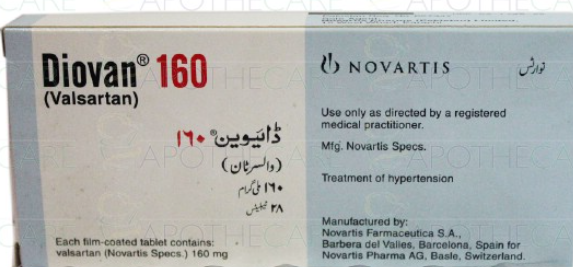 Diovan® 160
(Valsartan)
ڈائیوین® ۱۶۰
(والسرٹان)
۱۶۰ ملی گرام
۲۸ ٹیبلیٹس
Each film-coated tablet contains:
valsartan (Novartis Specs.) 160 mg
NOVARTIS
نوارٹس
Use only as directed by a registered
medical practitioner.
Mfg. Novartis Specs.
Treatment of hypertension
Manufactured by:
Novartis Farmaceutica S.A.,
Barbera del Valles, Barcelona, Spain for
Novartis Pharma AG, Basle, Switzerland.
APOTHECARE